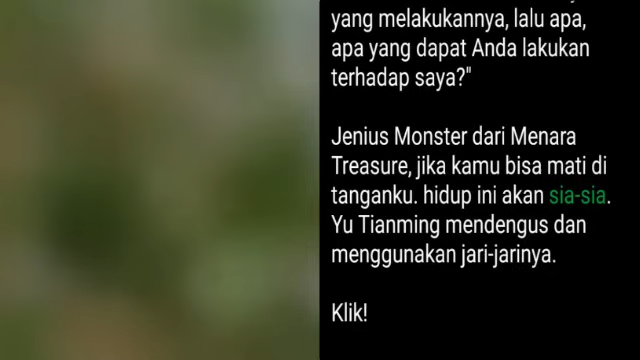 yang melakukannya, lalu apa,
apa yang dapat Anda lakukan
terhadap saya?"
Jenius Monster dari Menara
Treasure, jika kamu bisa mati di
tanganku. hidup ini akan sia-sia.
Yu Tianming mendengus dan
menggunakan jari-jarinya.
Klik!